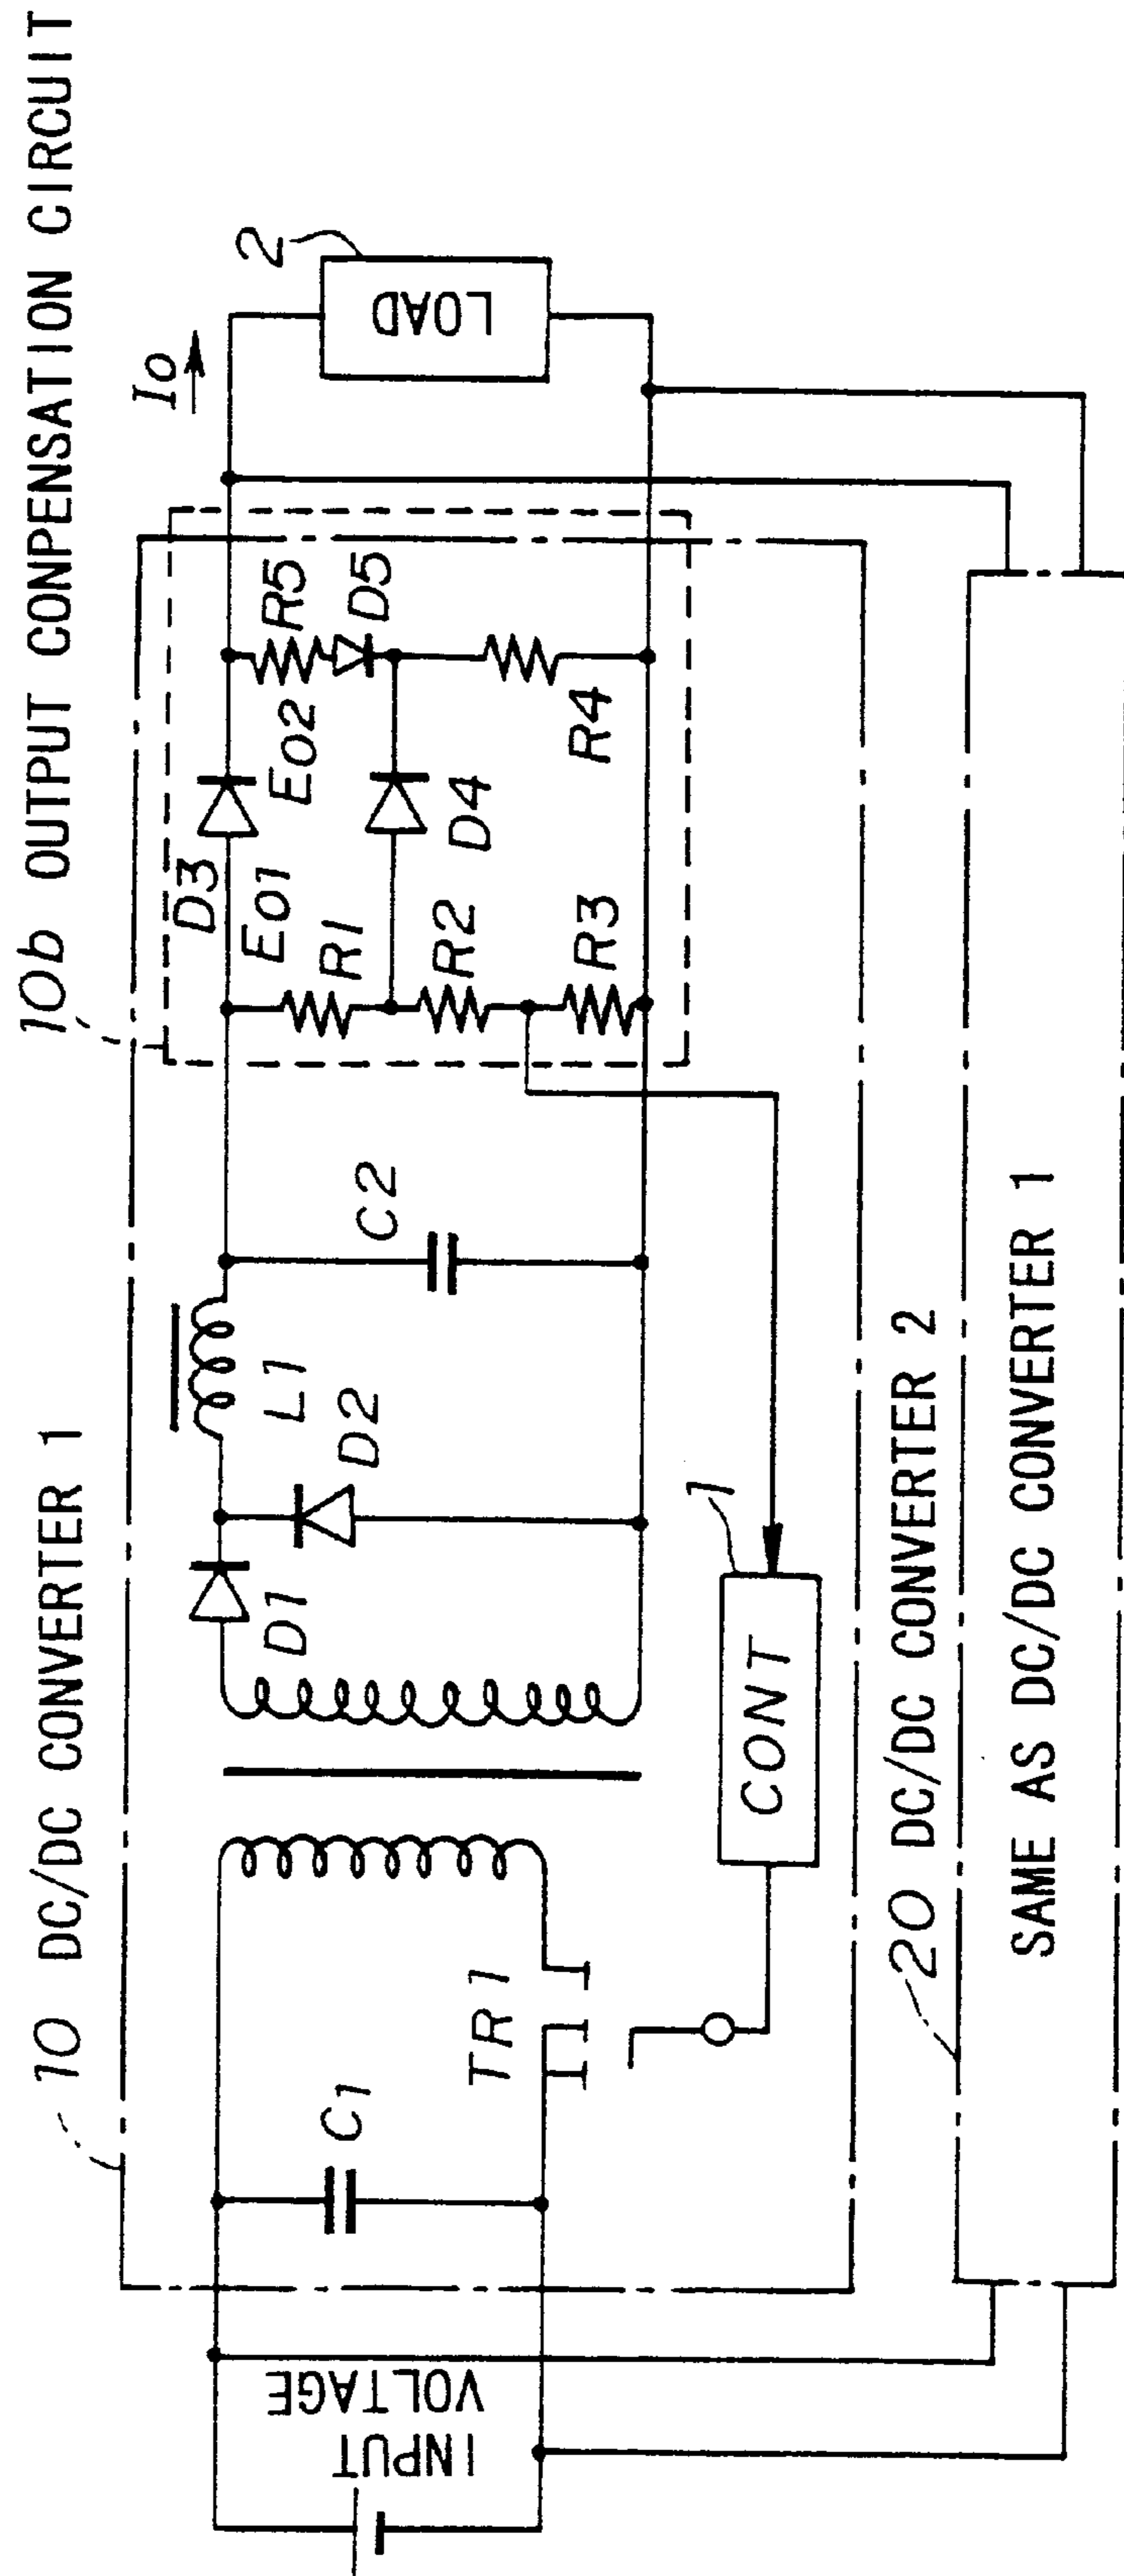 10 DC/DC CONVERTER 1
10b OUTPUT CONPENSATION CIRCUIT
INPUT
VOLTAGE
C1
TR1
D1
D2
L1
C2
D3
Eo1
Eo2
R1
R2
R3
D4
R5
D5
R4
Io
LOAD
2
CONT
1
20 DC/DC CONVERTER 2
SAME AS DC/DC CONVERTER 1